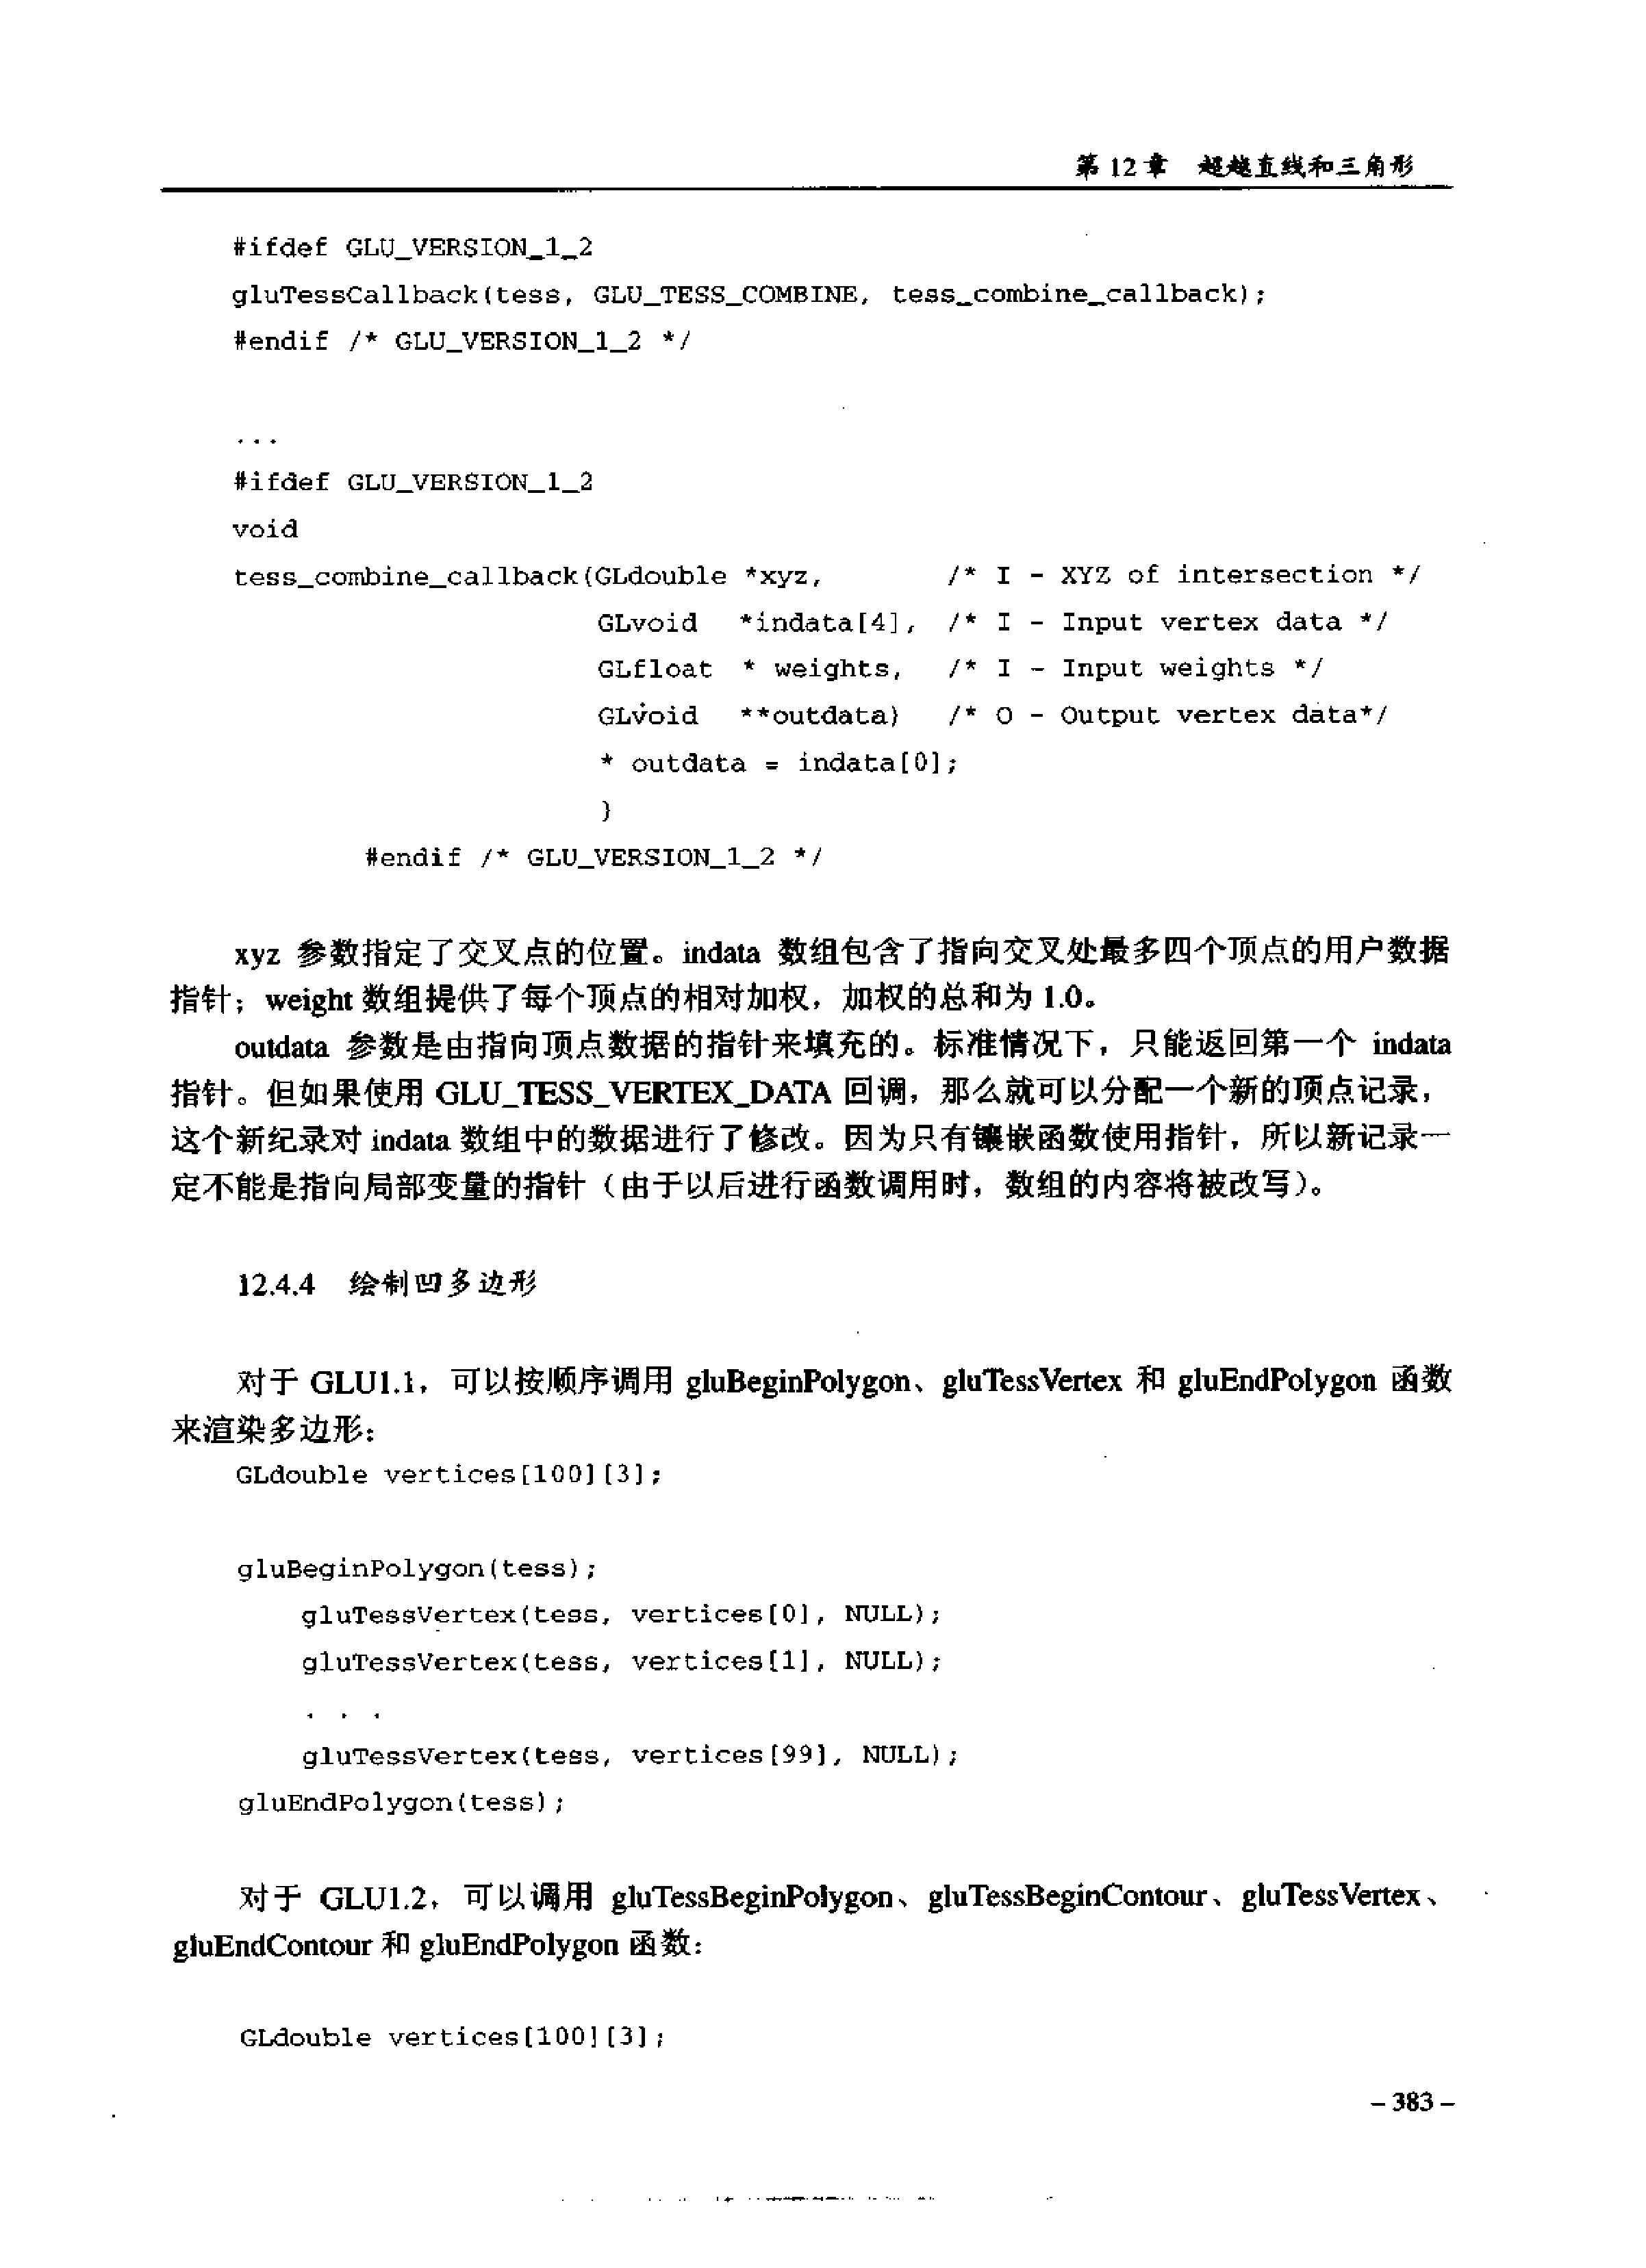 第 12 章 超越直线和三角形
#ifdef GLU_VERSION_1_2
gluTessCallback(tess, GLU_TESS_COMBINE, tess_combine_callback);
#endif /* GLU_VERSION_1_2 */
...
#ifdef GLU_VERSION_1_2
void
tess_combine_callback(GLdouble *xyz, /* I - XYZ of intersection */
GLvoid *indata[4], /* I - Input vertex data */
GLfloat * weights, /* I - Input weights */
GLvoid **outdata) /* O - Output vertex data*/
* outdata = indata[0];
}
#endif /* GLU_VERSION_1_2 */
xyz 参数指定了交叉点的位置。indata 数组包含了指向交叉处最多四个顶点的用户数据
指针；weight 数组提供了每个顶点的相对加权，加权的总和为 1.0。
outdata 参数是由指向顶点数据的指针来填充的。标准情况下，只能返回第一个 indata
指针。但如果使用 GLU_TESS_VERTEX_DATA 回调，那么就可以分配一个新的顶点记录，
这个新纪录对 indata 数组中的数据进行了修改。因为只有镶嵌函数使用指针，所以新记录一
定不能是指向局部变量的指针（由于以后进行函数调用时，数组的内容将被改写）。
12.4.4 绘制凹多边形
对于 GLU1.1，可以按顺序调用 gluBeginPolygon、gluTessVertex 和 gluEndPolygon 函数
来渲染多边形：
GLdouble vertices[100][3];
gluBeginPolygon(tess);
gluTessVertex(tess, vertices[0], NULL);
gluTessVertex(tess, vertices[1], NULL);
. . .
gluTessVertex(tess, vertices[99], NULL);
gluEndPolygon(tess);
对于 GLU1.2，可以调用 gluTessBeginPolygon、gluTessBeginContour、gluTessVertex、
gluEndContour 和 gluEndPolygon 函数：
GLdouble vertices[100][3];
– 383 –